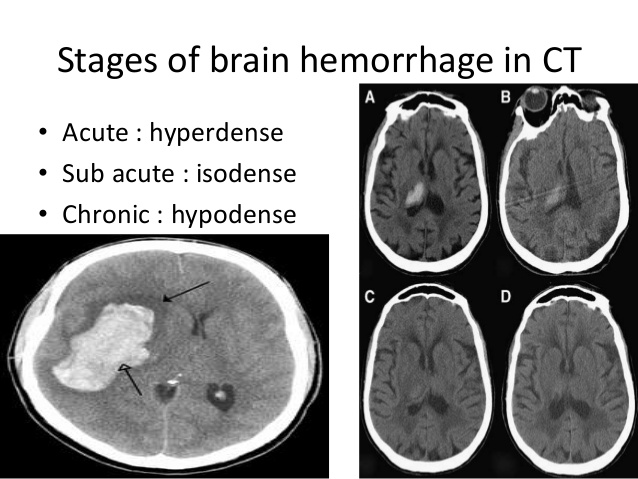 Stages of brain hemorrhage in CT
• Acute : hyperdense
• Sub acute : isodense
• Chronic : hypodense
A
B
C
D